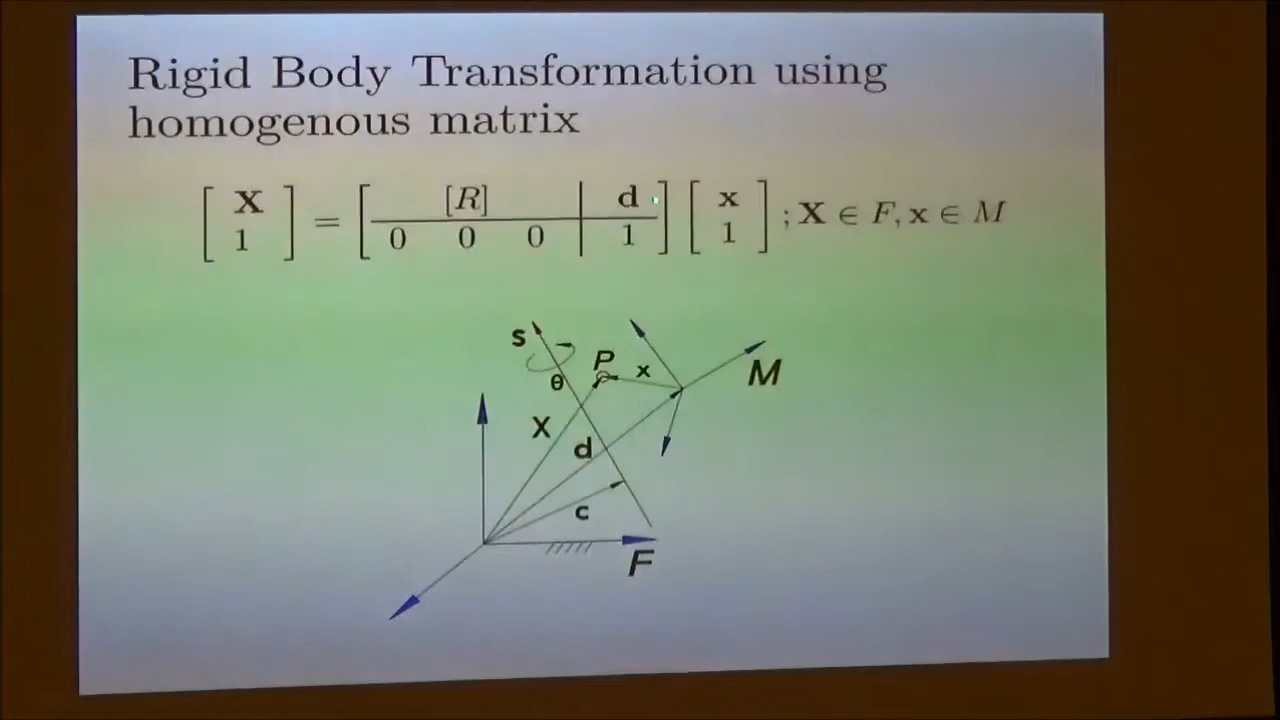 Rigid Body Transformation using
homogenous matrix
[ X 1 ] = [ [R] d 0 0 0 1 ] [ x 1 ] ; X ∈ F, x ∈ M
S
P
x
θ
M
X
d
c
F